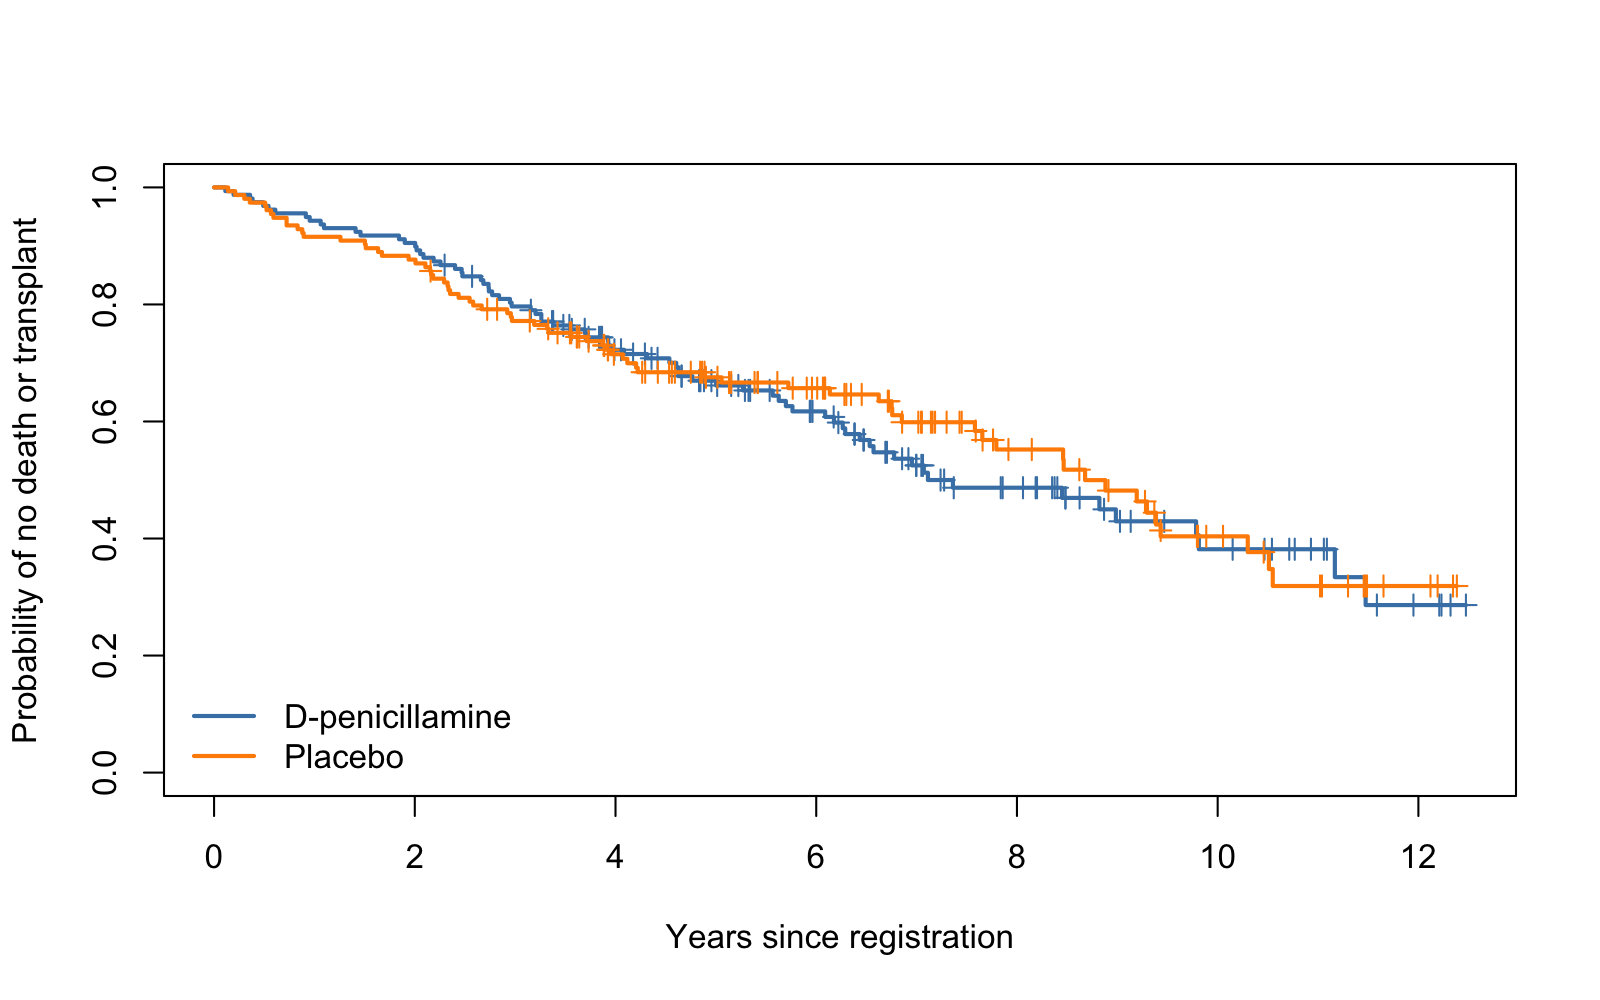 Probability of no death or transplant
1.0
0.8
0.6
0.4
0.2
0.0
D-penicillamine
Placebo
0 2 4 6 8 10 12
Years since registration